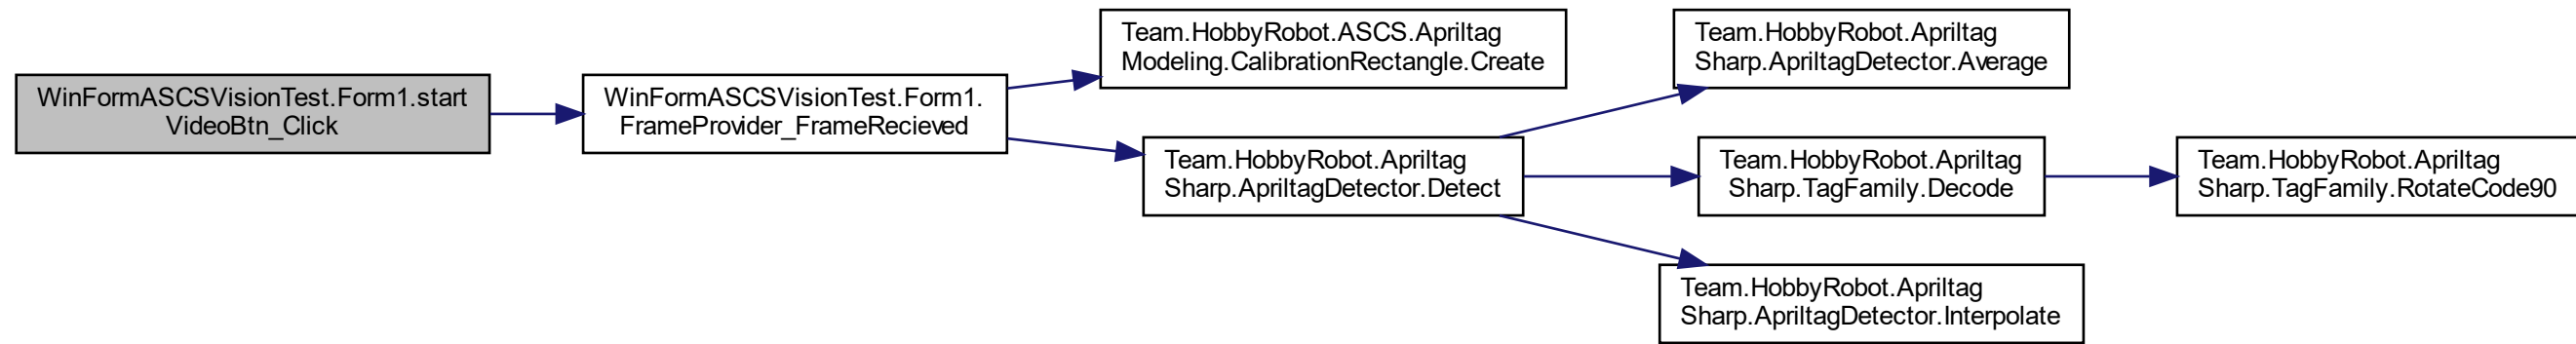 WinFormASCSVisionTest.Form1.start
VideoBtn_Click
WinFormASCSVisionTest.Form1.
FrameProvider_FrameRecieved
Team.HobbyRobot.ASCS.Apriltag
Modeling.CalibrationRectangle.Create
Team.HobbyRobot.Apriltag
Sharp.ApriltagDetector.Detect
Team.HobbyRobot.Apriltag
Sharp.ApriltagDetector.Average
Team.HobbyRobot.Apriltag
Sharp.TagFamily.Decode
Team.HobbyRobot.Apriltag
Sharp.TagFamily.RotateCode90
Team.HobbyRobot.Apriltag
Sharp.ApriltagDetector.Interpolate